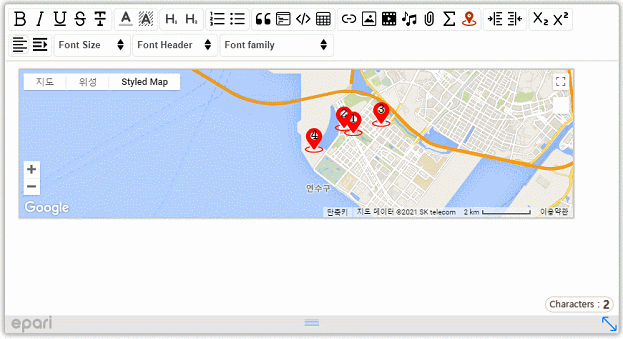 B I U S T A A H₁ H₁ Σ X₂ X²
Font Size Font Header Font family
지도 위성 Styled Map
3
1
4
연수구
Google
단축키 지도 데이터 ©2021 SK telecom 2 km 이용약관
Characters : 2
epari